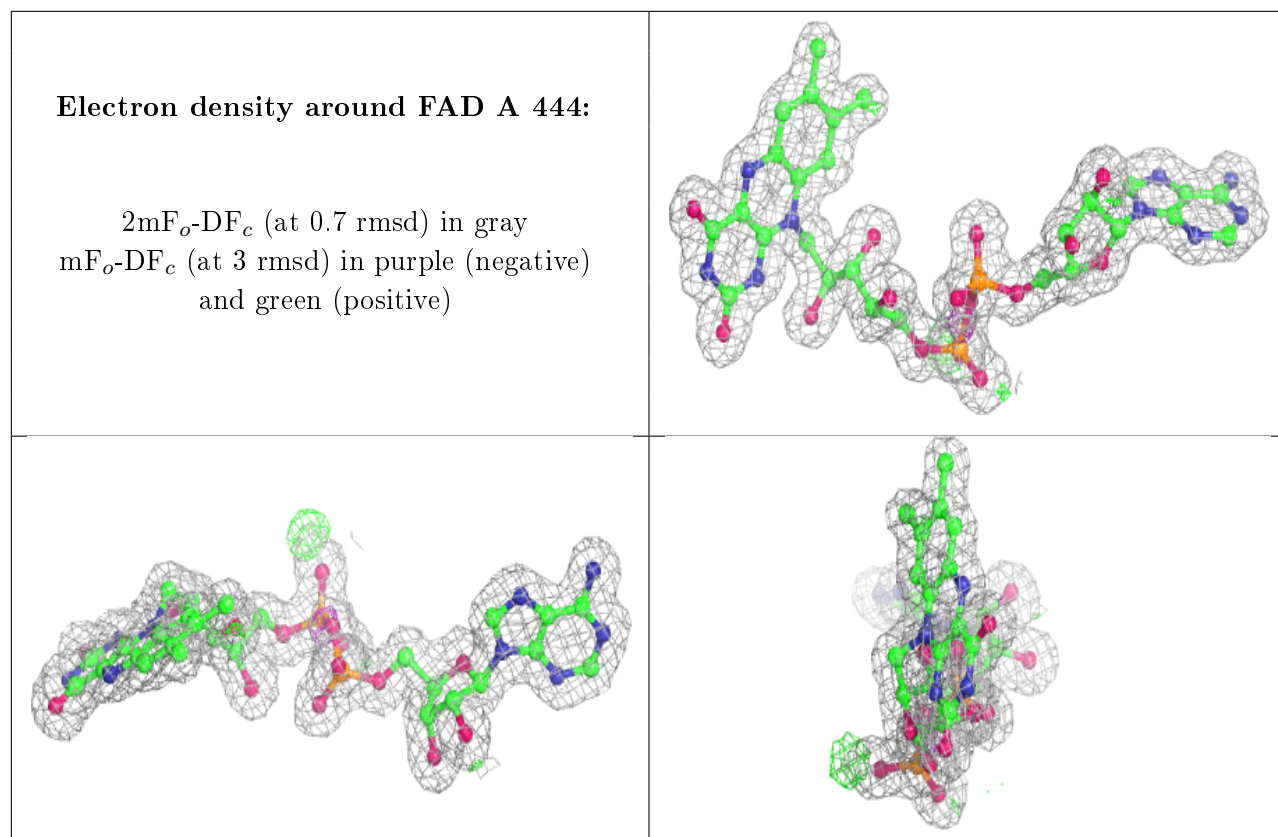 Electron density around FAD A 444:
2mFo-DFc (at 0.7 rmsd) in gray
mFo-DFc (at 3 rmsd) in purple (negative)
and green (positive)